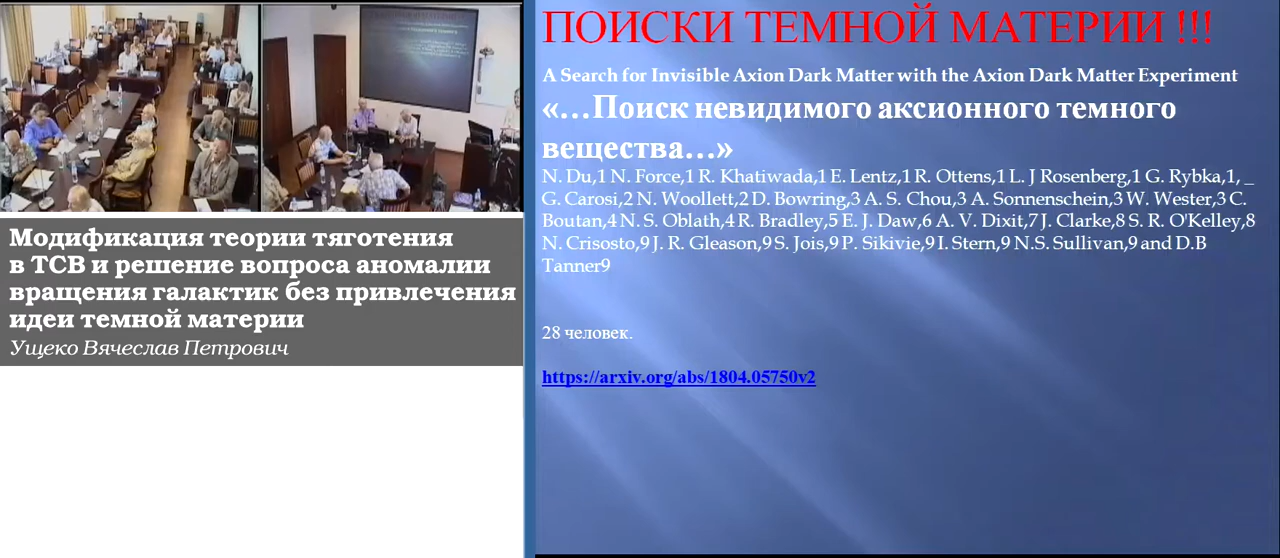 Модификация теории тяготения
в ТСВ и решение вопроса аномалии
вращения галактик без привлечения
идеи темной материи
Ущеко Вячеслав Петрович
ПОИСКИ ТЕМНОЙ МАТЕРИИ !!!
A Search for Invisible Axion Dark Matter with the Axion Dark Matter Experiment
«…Поиск невидимого аксионного темного
вещества…»
N. Du,1 N. Force,1 R. Khatiwada,1 E. Lentz,1 R. Ottens,1 L. J Rosenberg,1 G. Rybka,1, _
G. Carosi,2 N. Woollett,2 D. Bowring,3 A. S. Chou,3 A. Sonnenschein,3 W. Wester,3 C.
Boutan,4 N. S. Oblath,4 R. Bradley,5 E. J. Daw,6 A. V. Dixit,7 J. Clarke,8 S. R. O'Kelley,8
N. Crisosto,9 J. R. Gleason,9 S. Jois,9 P. Sikivie,9 I. Stern,9 N.S. Sullivan,9 and D.B
Tanner9
28 человек.
https://arxiv.org/abs/1804.05750v2